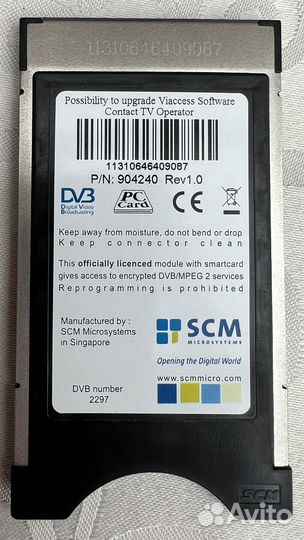 11310646409087
Possibility to upgrade Viaccess Software
Contact TV Operator
11310646409087
P/N: 904240 Rev1.0
DVB
Digital Video
Broadcasting
PC
Card
CE
Keep away from moisture, do not bend or drop
Keep connector clean
This officially licenced module with smartcard
gives access to encrypted DVB/MPEG 2 services
Reprogramming is prohibited
Manufactured by :
SCM Microsystems
in Singapore
SCM
MICROSYSTEMS
Opening the Digital World
DVB number
2297
www.scmmicro.com
SCM
Avito